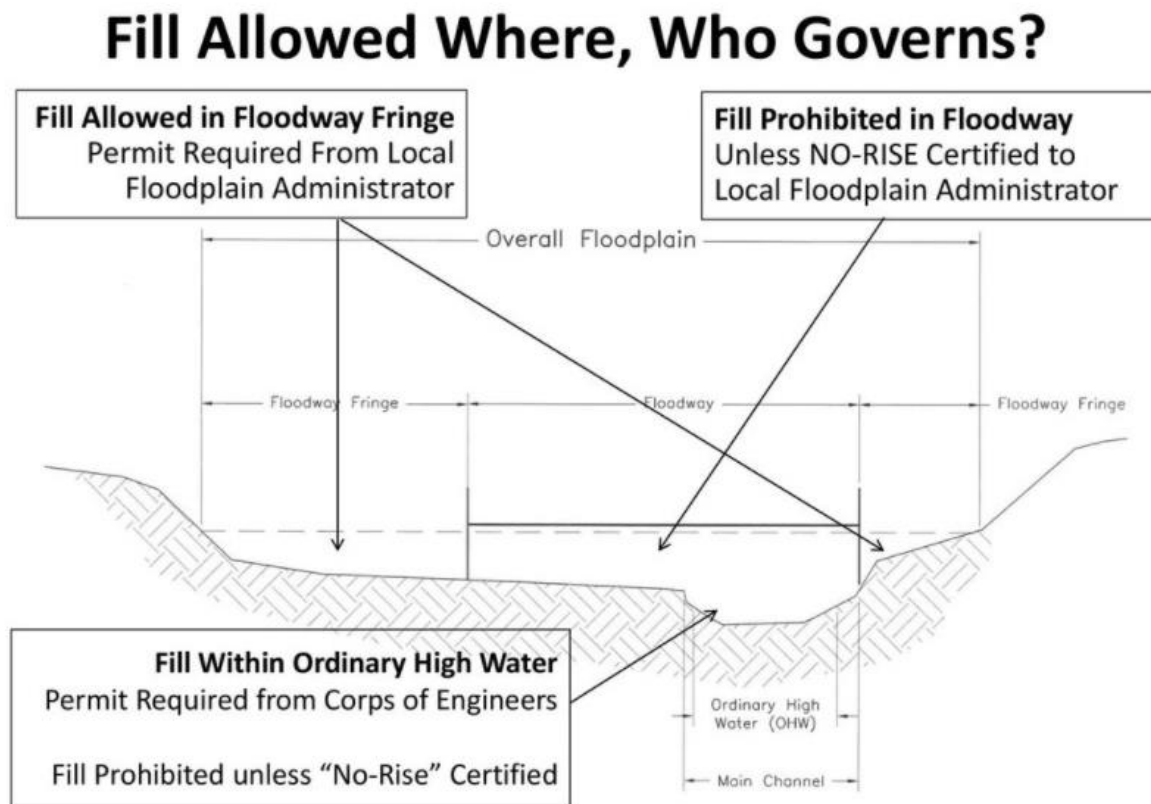 Fill Allowed Where, Who Governs?
Fill Allowed in Floodway Fringe
Permit Required From Local
Floodplain Administrator
Fill Prohibited in Floodway
Unless NO-RISE Certified to
Local Floodplain Administrator
Overall Floodplain
Floodway Fringe
Floodway
Floodway Fringe
Fill Within Ordinary High Water
Permit Required from Corps of Engineers
Fill Prohibited unless “No-Rise” Certified
Ordinary High
Water (OHW)
Main Channel